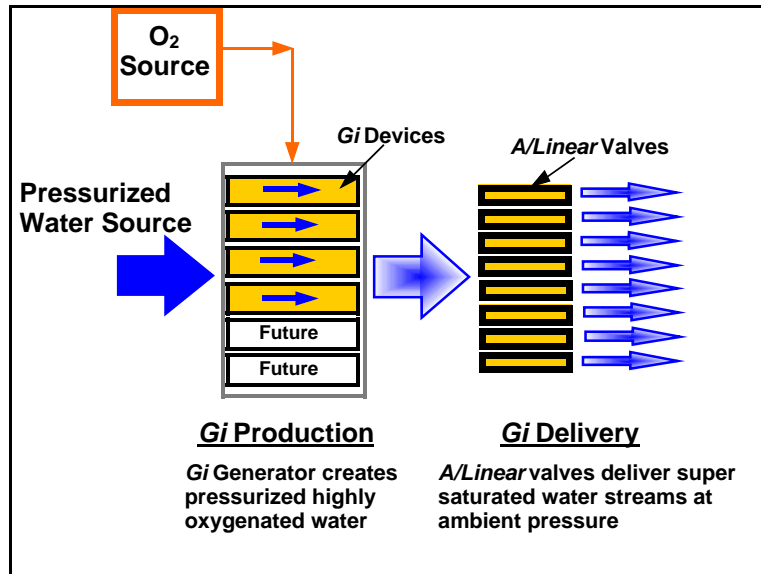 O₂
Source
Gi Devices
A/Linear Valves
Pressurized
Water Source
Future
Future
Gi Production
Gi Generator creates
pressurized highly
oxygenated water
Gi Delivery
A/Linear valves deliver super
saturated water streams at
ambient pressure